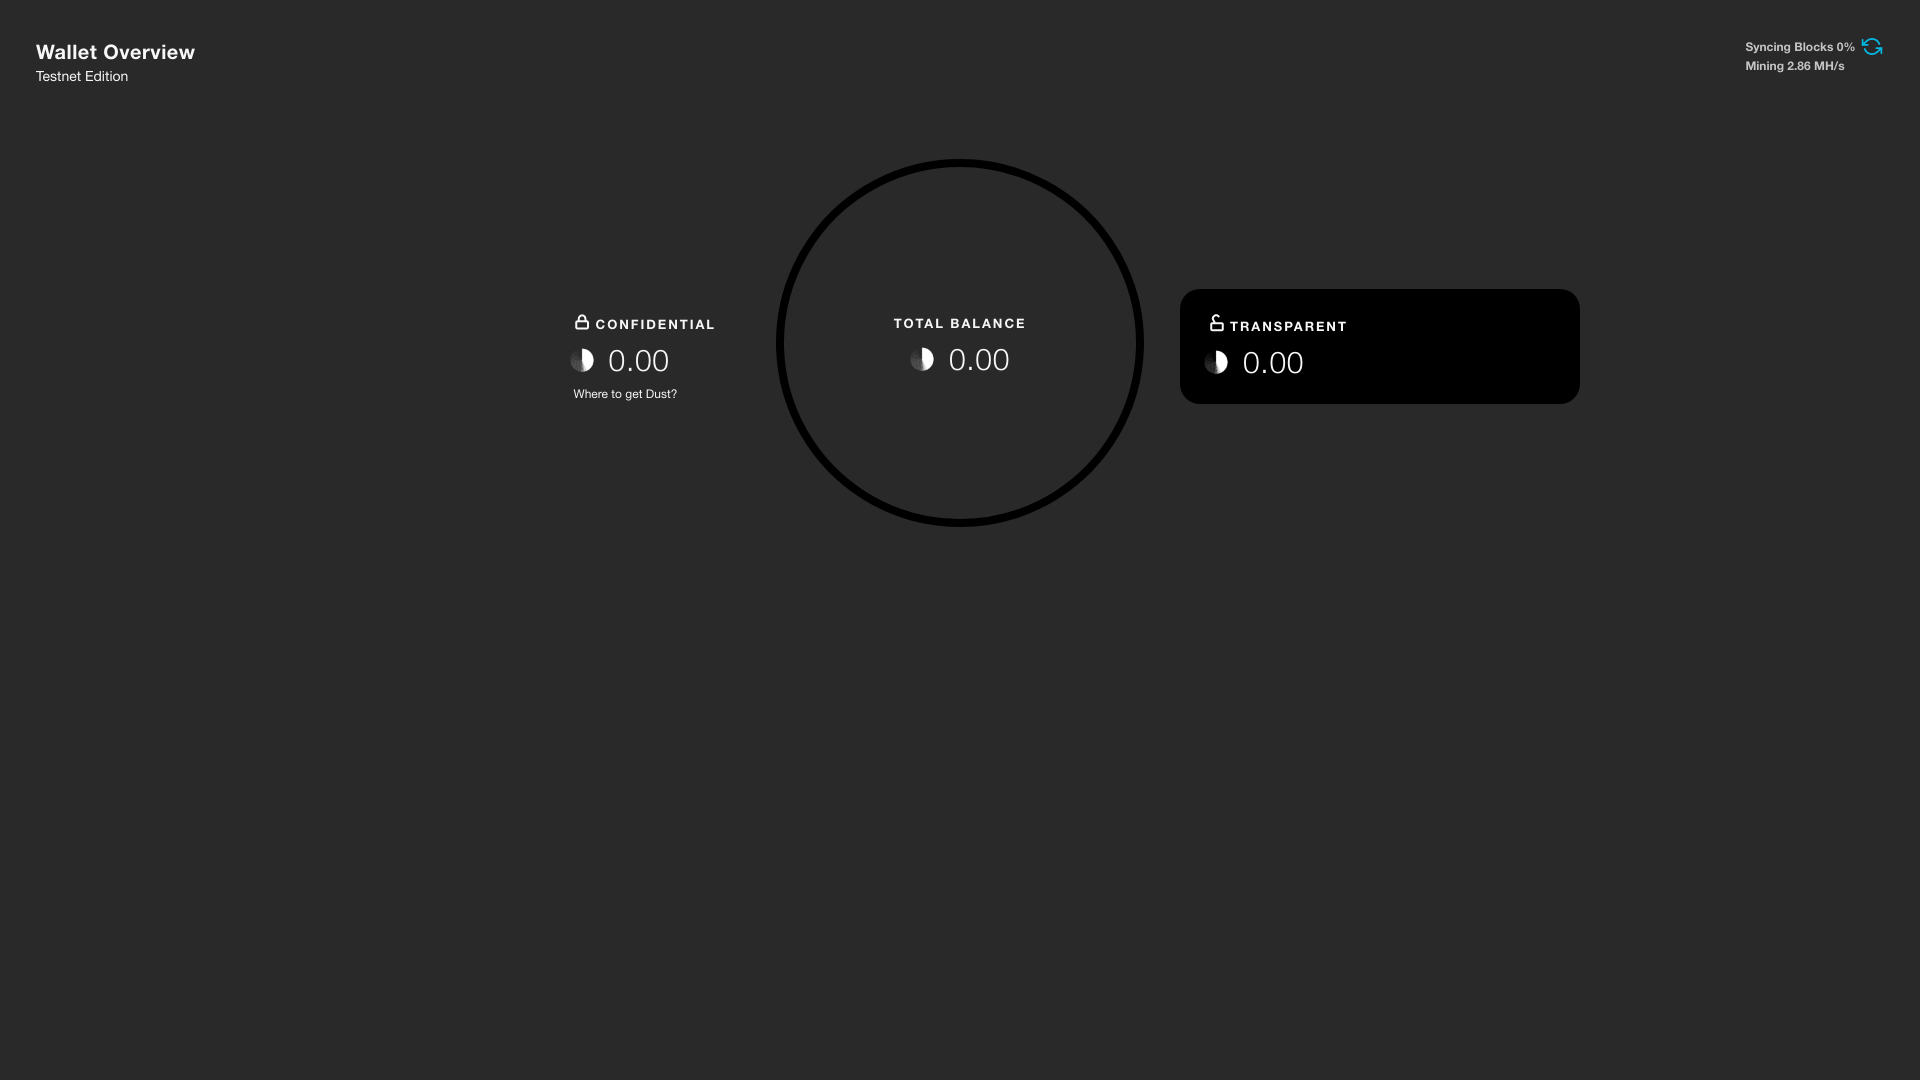 Wallet Overview
Testnet Edition
Syncing Blocks 0%
Mining 2.86 MH/s
CONFIDENTIAL
0.00
Where to get Dust?
TOTAL BALANCE
0.00
TRANSPARENT
0.00